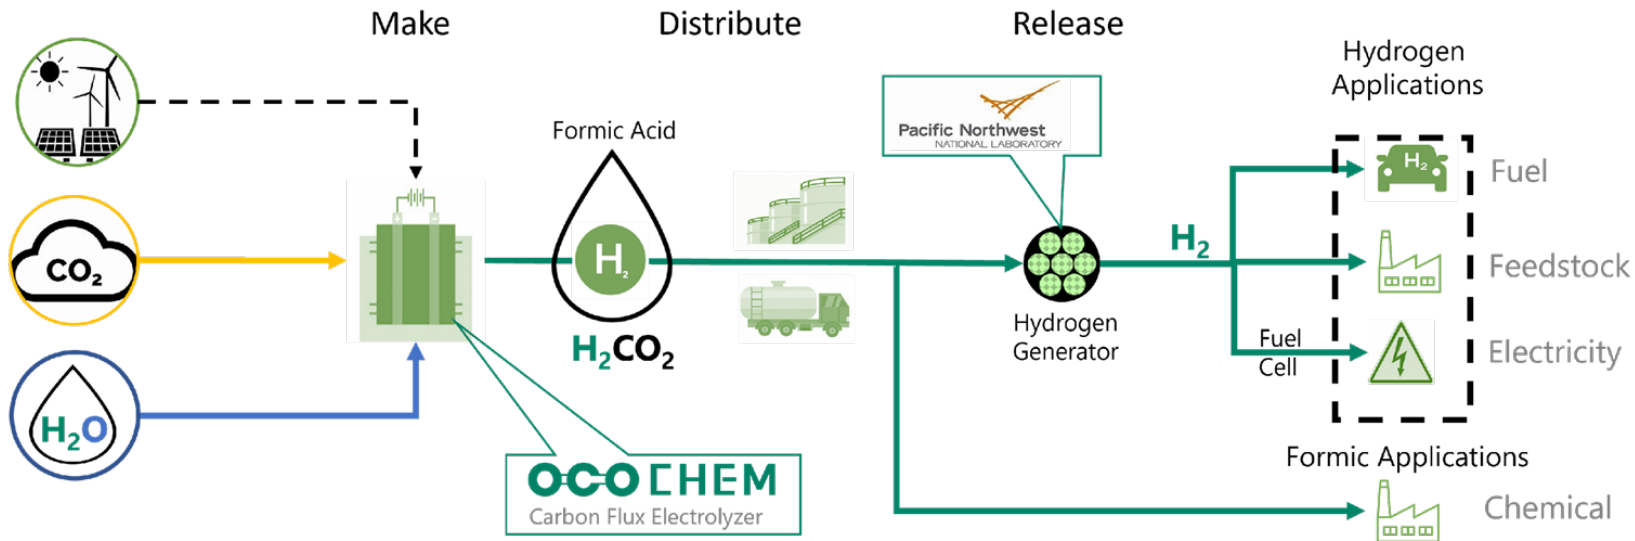 Make
Distribute
Release
Hydrogen
Applications
Pacific Northwest
NATIONAL LABORATORY
Formic Acid
H₂
Fuel
CO₂
H₂
H₂
Feedstock
Hydrogen
Generator
H₂CO₂
Fuel
Cell
Electricity
H₂O
OCOCHEM
Carbon Flux Electrolyzer
Formic Applications
Chemical